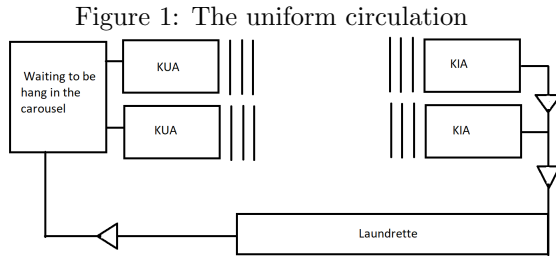 Figure 1: The uniform circulation
Waiting to be
hang in the
carousel
KUA
KIA
KUA
KIA
Laundrette